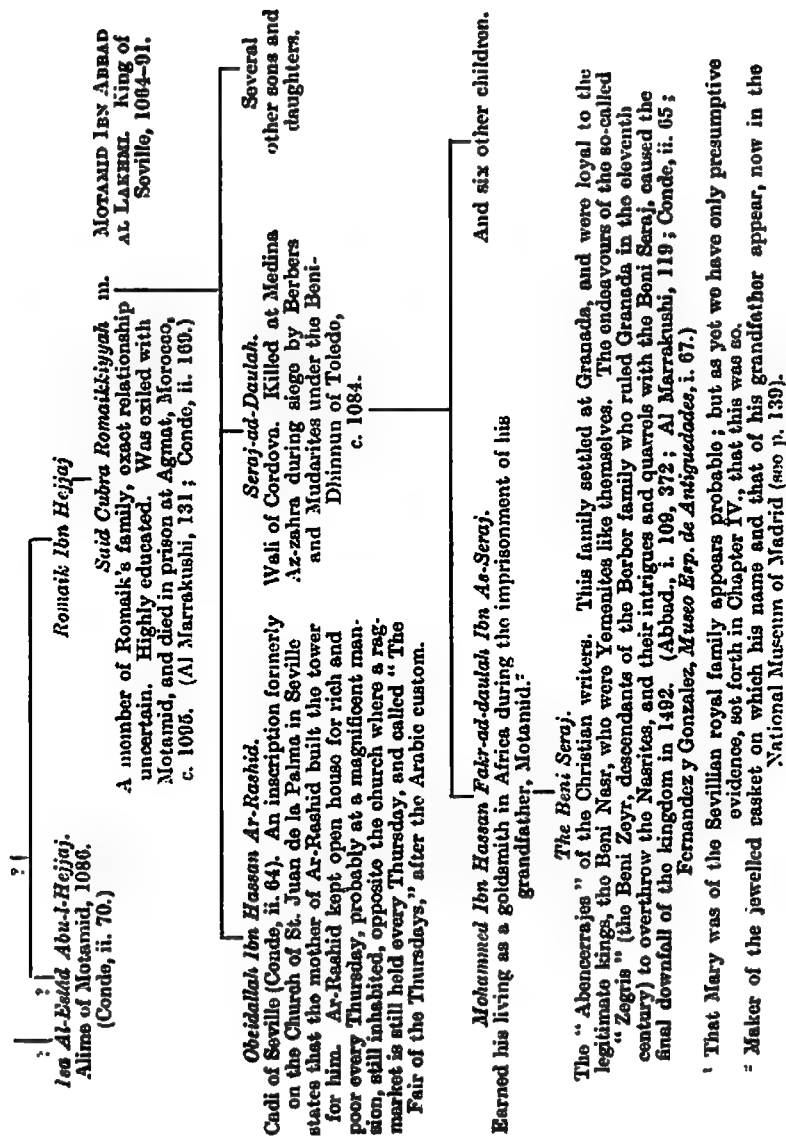 Isa Al-Estád Abu-l-Hejjaj.
Alime of Motamid, 1086.
(Conde, ii. 70.)
Romaik Ibn Hejjaj
Said Cubra Romaikkiyyah m.
A member of Romaik's family, exact relationship
uncertain. Highly educated. Was exiled with
Motamid, and died in prison at Agmat, Morocco,
c. 1095. (Al Marrakushi, 131; Conde, ii. 169.)
MOTAMID IBN ABBAD
AL LAKHMI. King of
Seville, 1064-91.
Obeidallah Ibn Hassan Ar-Rashid.
Cadi of Seville (Conde, ii. 64). An inscription formerly
on the Church of St. Juan de la Palma in Seville
states that the mother of Ar-Rashid built the tower
for him. Ar-Rashid kept open house for rich and
poor every Thursday, probably at a magnificent man-
sion, still inhabited, opposite the church where a rag-
market is still held every Thursday, and called "The
Fair of the Thursdays," after the Arabic custom.
Seraj-ad-Daulah.
Wali of Cordova. Killed at Medina
Az-zahra during siege by Berbers
and Mudarites under the Beni-
Dhinnun of Toledo,
c. 1084.
Several
other sons and
daughters.
Mohammed Ibn Hassan Fakr-ad-daulah Ibn As-Seraj.
Earned his living as a goldsmith in Africa during the imprisonment of his
grandfather, Motamid.²
And six other children.
The Beni Seraj.
The "Abencerrajes" of the Christian writers. This family settled at Granada, and were loyal to the
legitimate kings, the Beni Nasr, who were Yemenites like themselves. The endeavours of the so-called
"Zegris" (the Beni Zeyr, descendants of the Berber family who ruled Granada in the eleventh
century) to overthrow the Nasrites, and their intrigues and quarrels with the Beni Seraj, caused the
final downfall of the kingdom in 1492. (Abbad., i. 109, 372; Al Marrakushi, 119; Conde, ii. 65;
Fernandez y Gonzalez, Museo Esp. de Antiguedades, i. 67.)
¹ That Mary was of the Sevillian royal family appears probable; but as yet we have only presumptive
evidence, set forth in Chapter IV., that this was so.
² Maker of the jewelled casket on which his name and that of his grandfather appear, now in the
National Museum of Madrid (see p. 139).